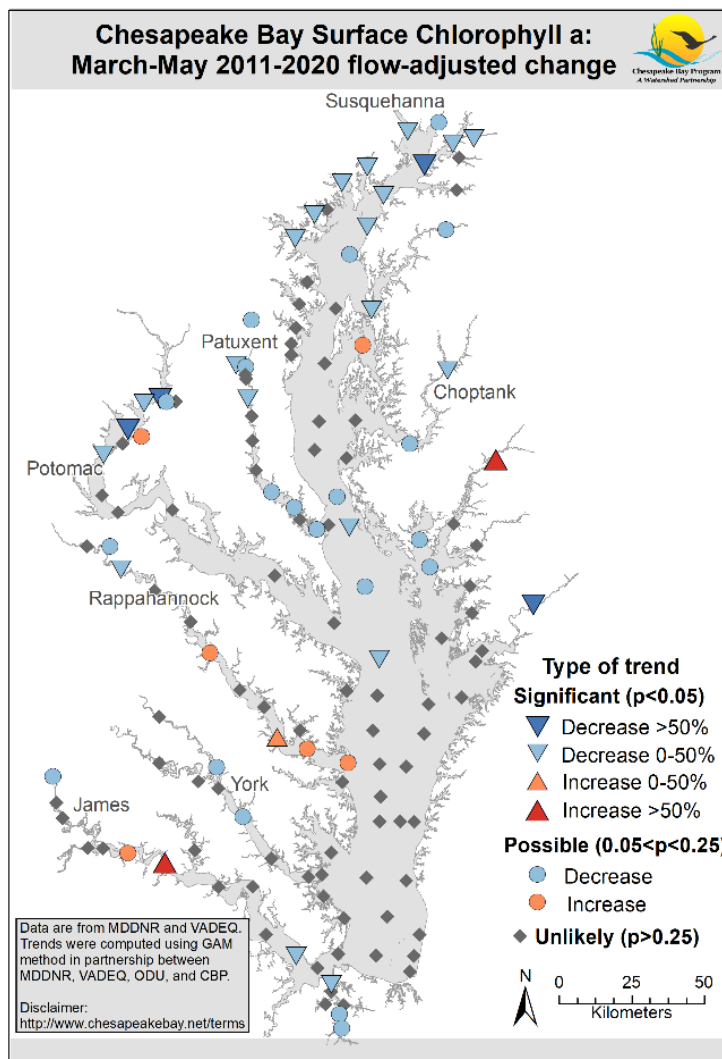 Chesapeake Bay Surface Chlorophyll a:
March-May 2011-2020 flow-adjusted change
Chesapeake Bay Program
A Watershed Partnership
Susquehanna
Patuxent
Choptank
Potomac
Rappahannock
York
James
Type of trend
Significant (p<0.05)
Decrease >50%
Decrease 0-50%
Increase 0-50%
Increase >50%
Possible (0.05<p<0.25)
Decrease
Increase
Unlikely (p>0.25)
Data are from MDDNR and VADEQ.
Trends were computed using GAM
method in partnership between
MDDNR, VADEQ, ODU, and CBP.
Disclaimer:
http://www.chesapeakebay.net/terms
N
0 25 50
Kilometers